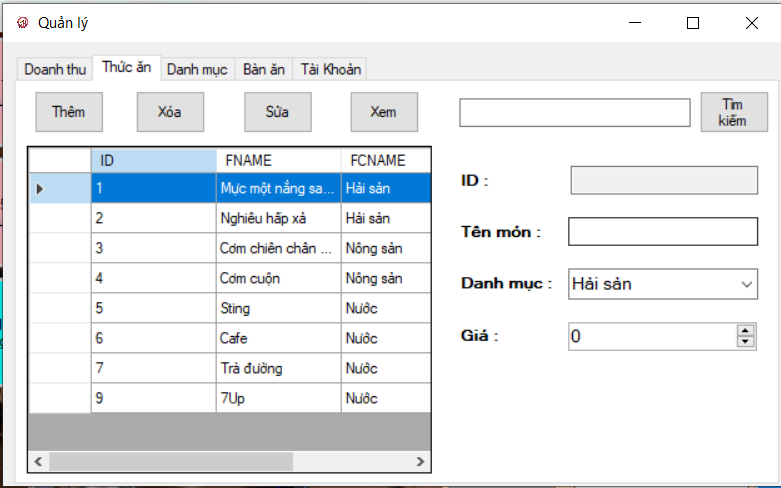 Quản lý
Doanh thu Thức ăn Danh mục Bàn ăn Tài Khoản
Thêm Xóa Sửa Xem Tìm kiếm
ID FNAME FCNAME
1 Mực một nắng sa... Hải sản
2 Nghiêu hấp xả Hải sản
3 Cơm chiên chân ... Nông sản
4 Cơm cuộn Nông sản
5 Sting Nước
6 Cafe Nước
7 Trà đường Nước
9 7Up Nước
ID :
Tên món :
Danh mục : Hải sản
Giá : 0